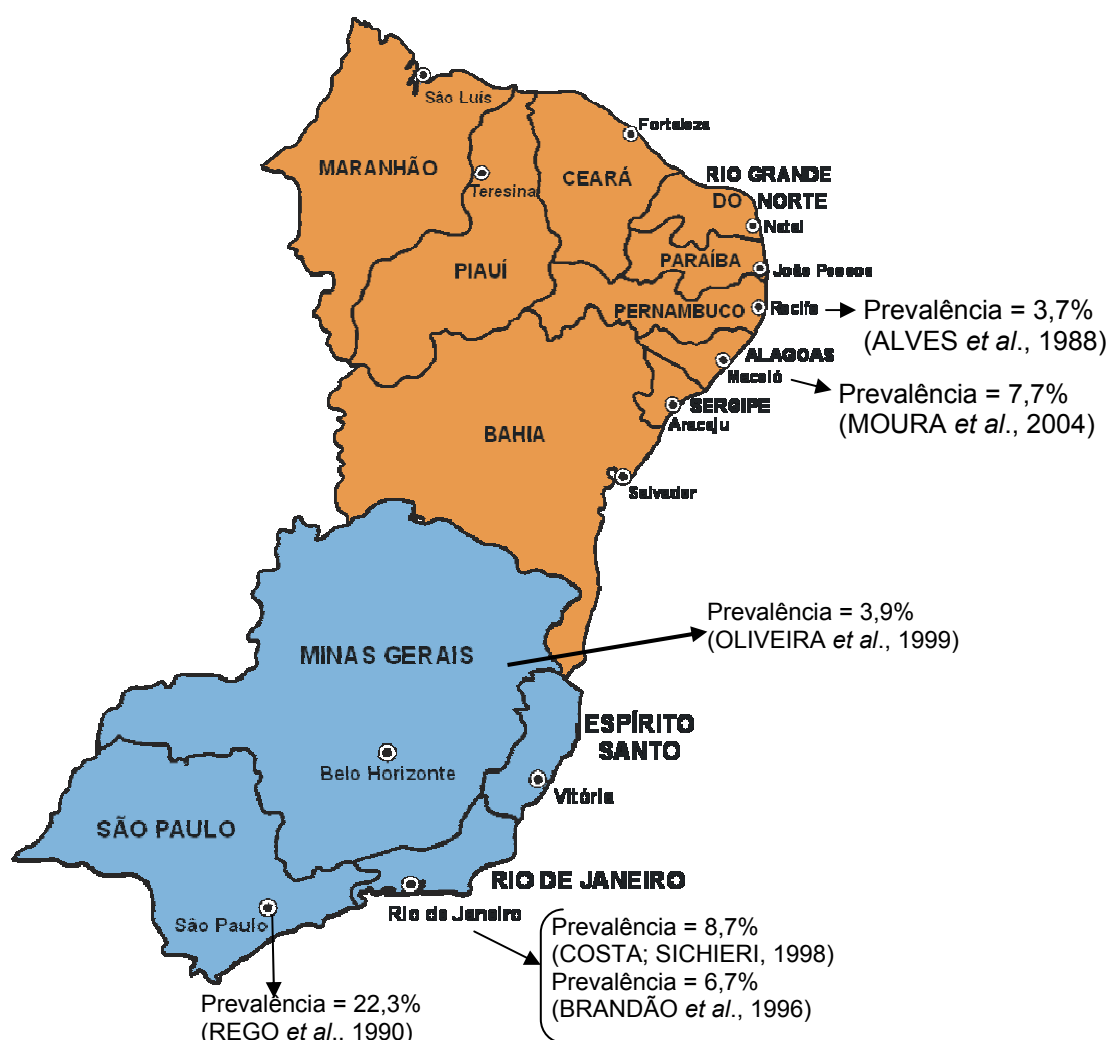 São Luís
Fortaleza
MARANHÃO
Teresina
CEARÁ
RIO GRANDE
DO NORTE
Natal
PARAÍBA
João Pessoa
PIAUÍ
PERNAMBUCO
Recife
Prevalência = 3,7%
(ALVES et al., 1988)
ALAGOAS
Maceió
Prevalência = 7,7%
(MOURA et al., 2004)
SERGIPE
Aracaju
BAHIA
Salvador
Prevalência = 3,9%
(OLIVEIRA et al., 1999)
MINAS GERAIS
ESPÍRITO
SANTO
Belo Horizonte
Vitória
SÃO PAULO
RIO DE JANEIRO
Rio de Janeiro
São Paulo
Prevalência = 8,7%
(COSTA; SICHIERI, 1998)
Prevalência = 6,7%
(BRANDÃO et al., 1996)
Prevalência = 22,3%
(REGO et al., 1990)